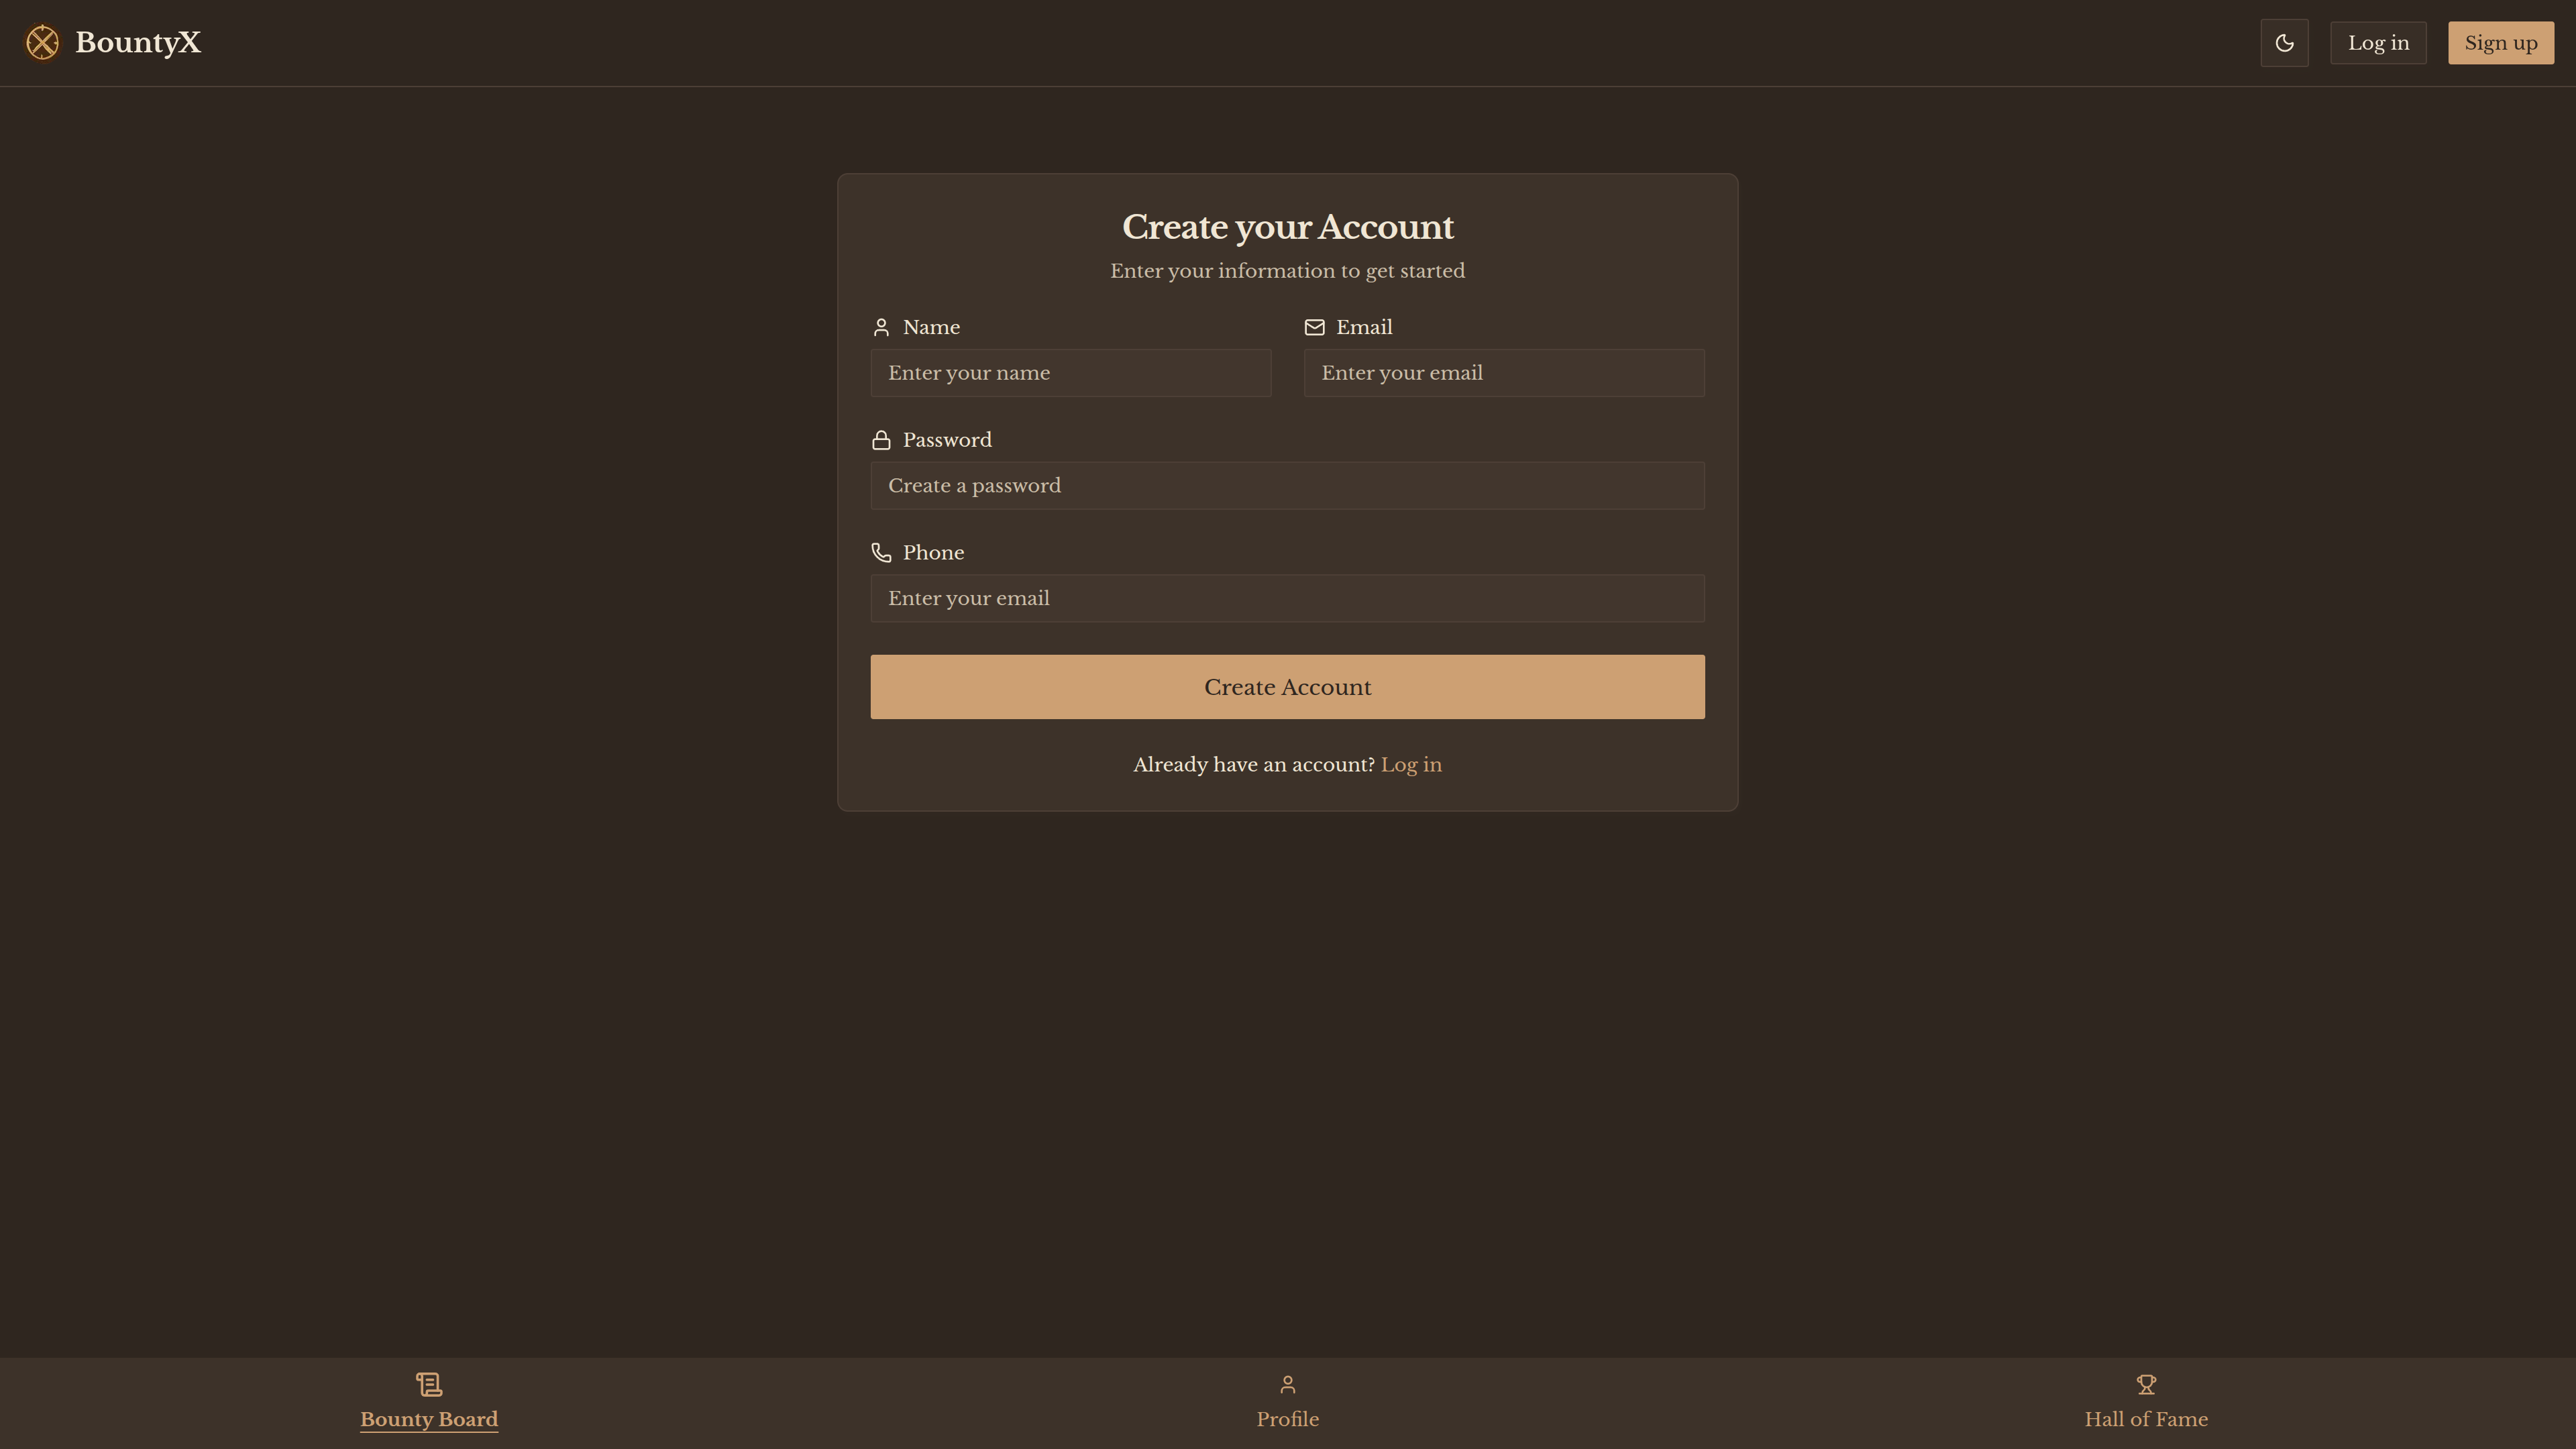 BountyX
Log in
Sign up
Create your Account
Enter your information to get started
Name
Email
Enter your name
Enter your email
Password
Create a password
Phone
Enter your email
Create Account
Already have an account? Log in
Bounty Board
Profile
Hall of Fame